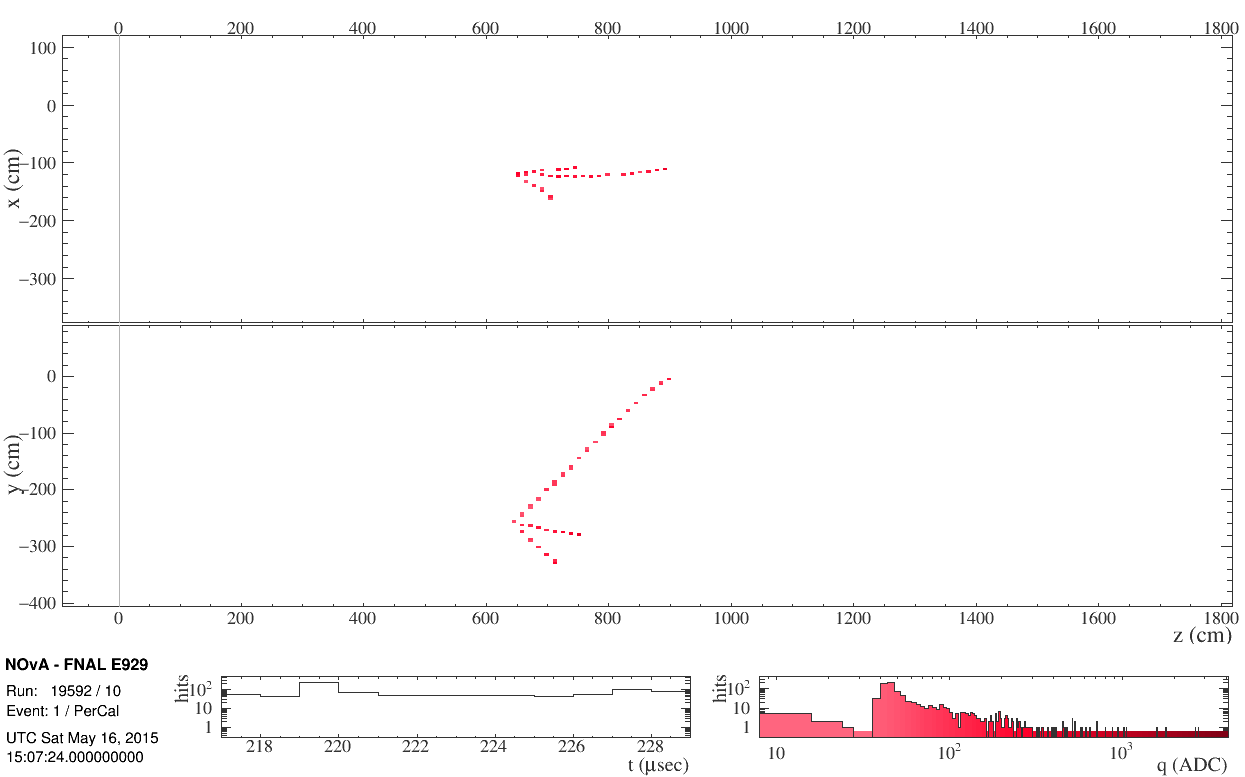 0 200 400 600 800 1000 1200 1400 1600 1800
100
0
−100
−200
−300
x (cm)
0
−100
−200
−300
−400
y (cm)
0 200 400 600 800 1000 1200 1400 1600 1800
z (cm)
NOvA - FNAL E929
Run: 19592 / 10
Event: 1 / PerCal
UTC Sat May 16, 2015
15:07:24.000000000
hits
10²
10
1
218 220 222 224 226 228
t (μsec)
hits
10²
10
1
10 10² 10³
q (ADC)